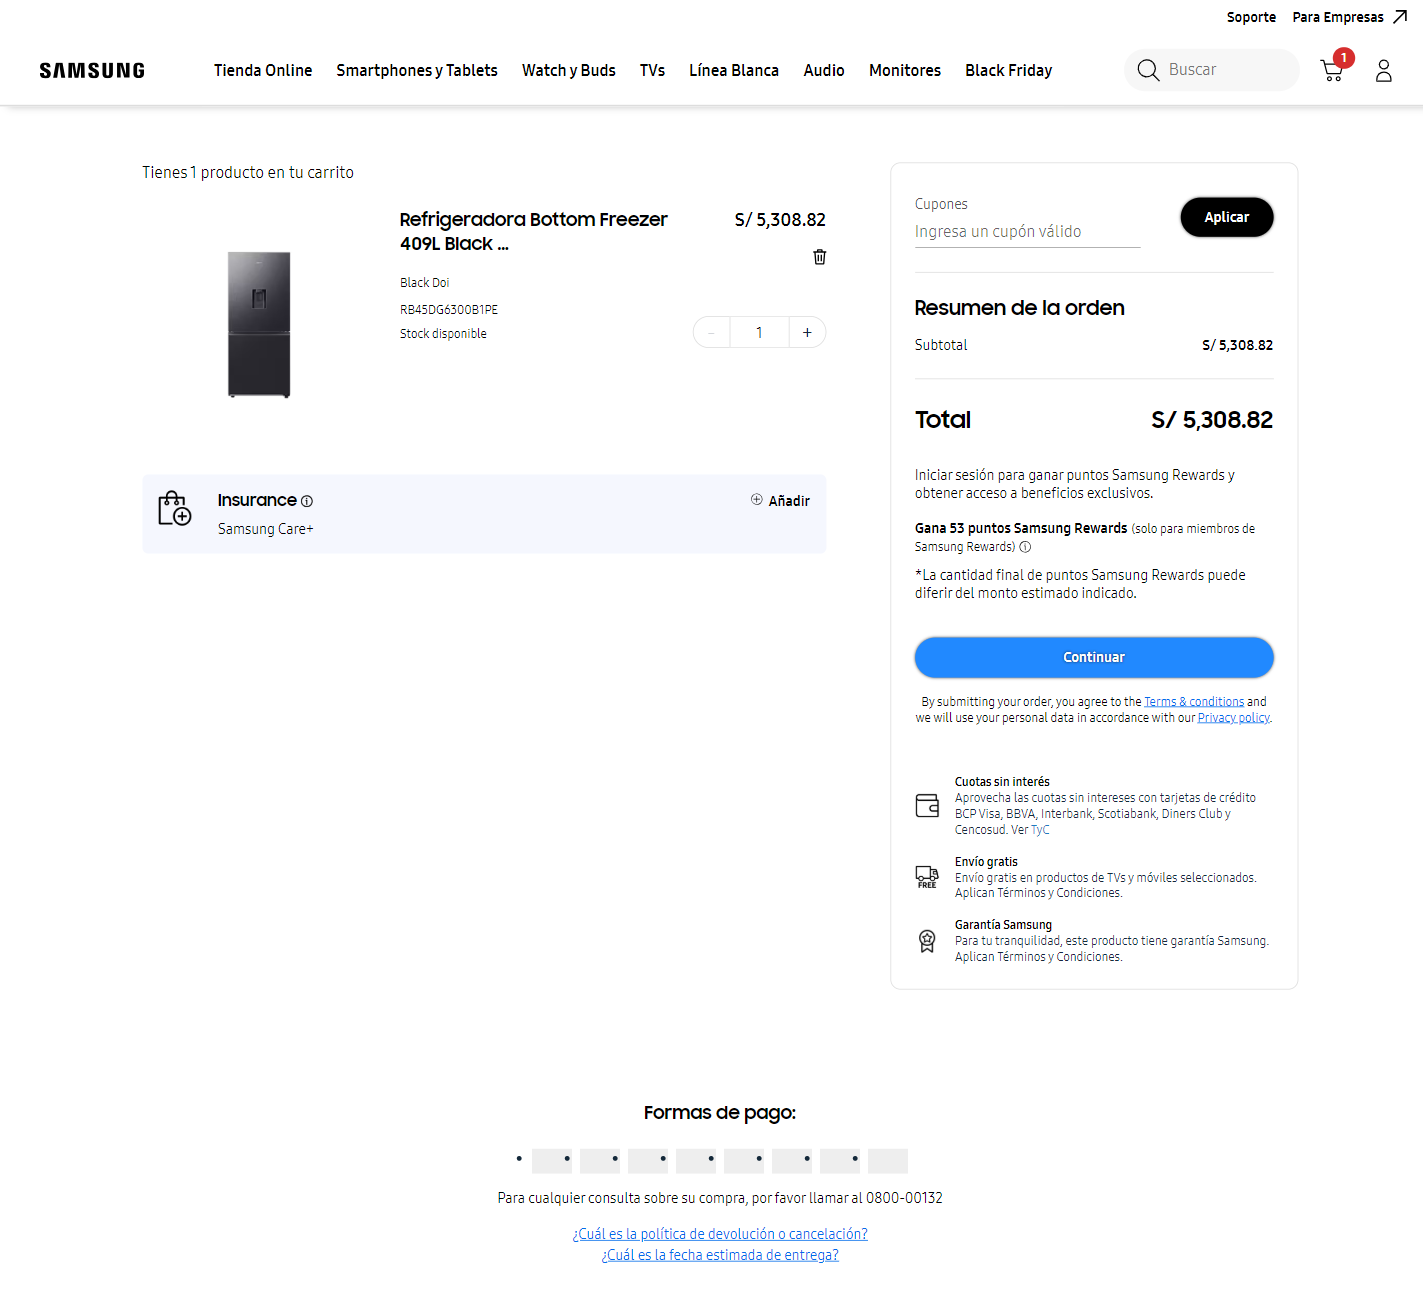 Soporte
Para Empresas
SAMSUNG
Tienda Online
Smartphones y Tablets
Watch y Buds
TVs
Línea Blanca
Audio
Monitores
Black Friday
Buscar
1
Tienes 1 producto en tu carrito
Refrigeradora Bottom Freezer
409L Black ...
S/ 5,308.82
Black Doi
RB45DG6300B1PE
Stock disponible
- 1 +
Insurance
Samsung Care+
Añadir
Cupones
Ingresa un cupón válido
Aplicar
Resumen de la orden
Subtotal S/ 5,308.82
Total S/ 5,308.82
Iniciar sesión para ganar puntos Samsung Rewards y
obtener acceso a beneficios exclusivos.
Gana 53 puntos Samsung Rewards (solo para miembros de
Samsung Rewards)
*La cantidad final de puntos Samsung Rewards puede
diferir del monto estimado indicado.
Continuar
By submitting your order, you agree to the Terms & conditions and
we will use your personal data in accordance with our Privacy policy.
Cuotas sin interés
Aprovecha las cuotas sin intereses con tarjetas de crédito
BCP Visa, BBVA, Interbank, Scotiabank, Diners Club y
Cencosud. Ver TyC
FREE
Envío gratis
Envío gratis en productos de TVs y móviles seleccionados.
Aplican Términos y Condiciones.
Garantía Samsung
Para tu tranquilidad, este producto tiene garantía Samsung.
Aplican Términos y Condiciones.
Formas de pago:
Para cualquier consulta sobre su compra, por favor llamar al 0800-00132
¿Cuál es la política de devolución o cancelación?
¿Cuál es la fecha estimada de entrega?